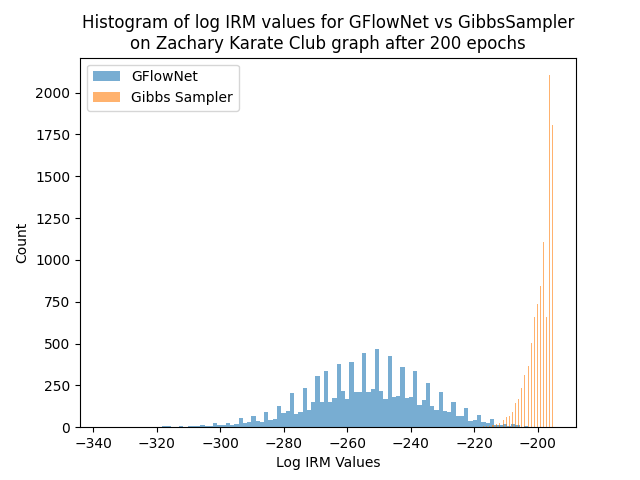 Histogram of log IRM values for GFlowNet vs GibbsSampler
on Zachary Karate Club graph after 200 epochs
GFlowNet
Gibbs Sampler
2000
1750
1500
1250
1000
750
500
250
0
Count
−340 −320 −300 −280 −260 −240 −220 −200
Log IRM Values